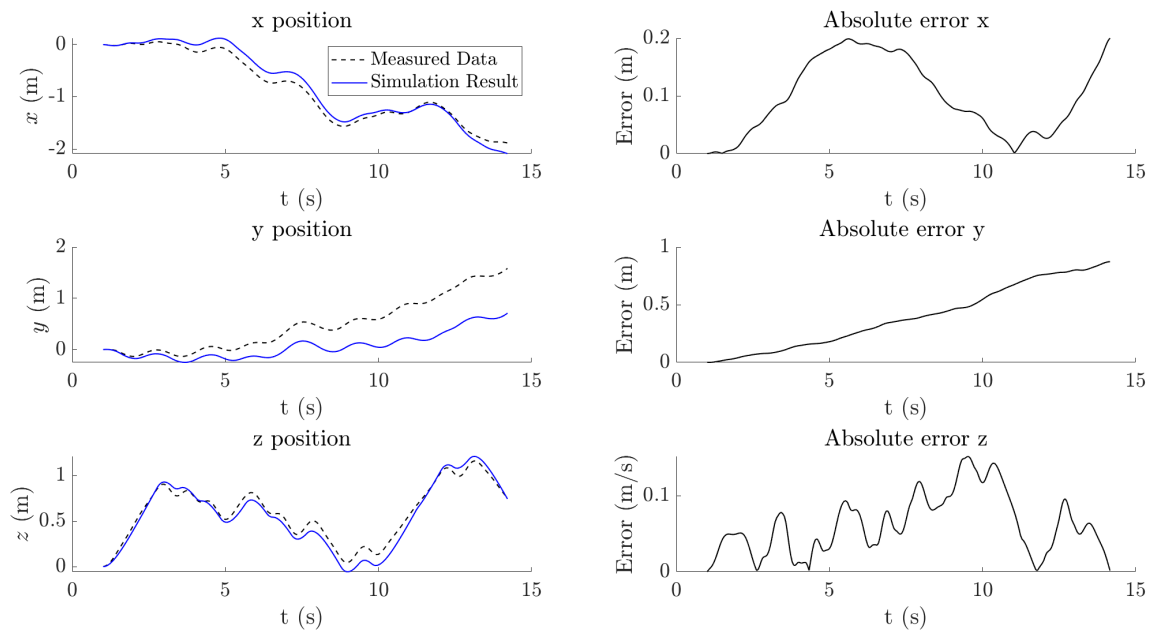 x position
0
-1
-2
x (m)
0
5
10
15
t (s)
Measured Data
Simulation Result
Absolute error x
0.2
0.1
0
Error (m)
0
5
10
15
t (s)
y position
2
1
0
y (m)
0
5
10
15
t (s)
Absolute error y
1
0.5
0
Error (m)
0
5
10
15
t (s)
z position
1
0.5
0
z (m)
0
5
10
15
t (s)
Absolute error z
0.1
0
Error (m/s)
0
5
10
15
t (s)